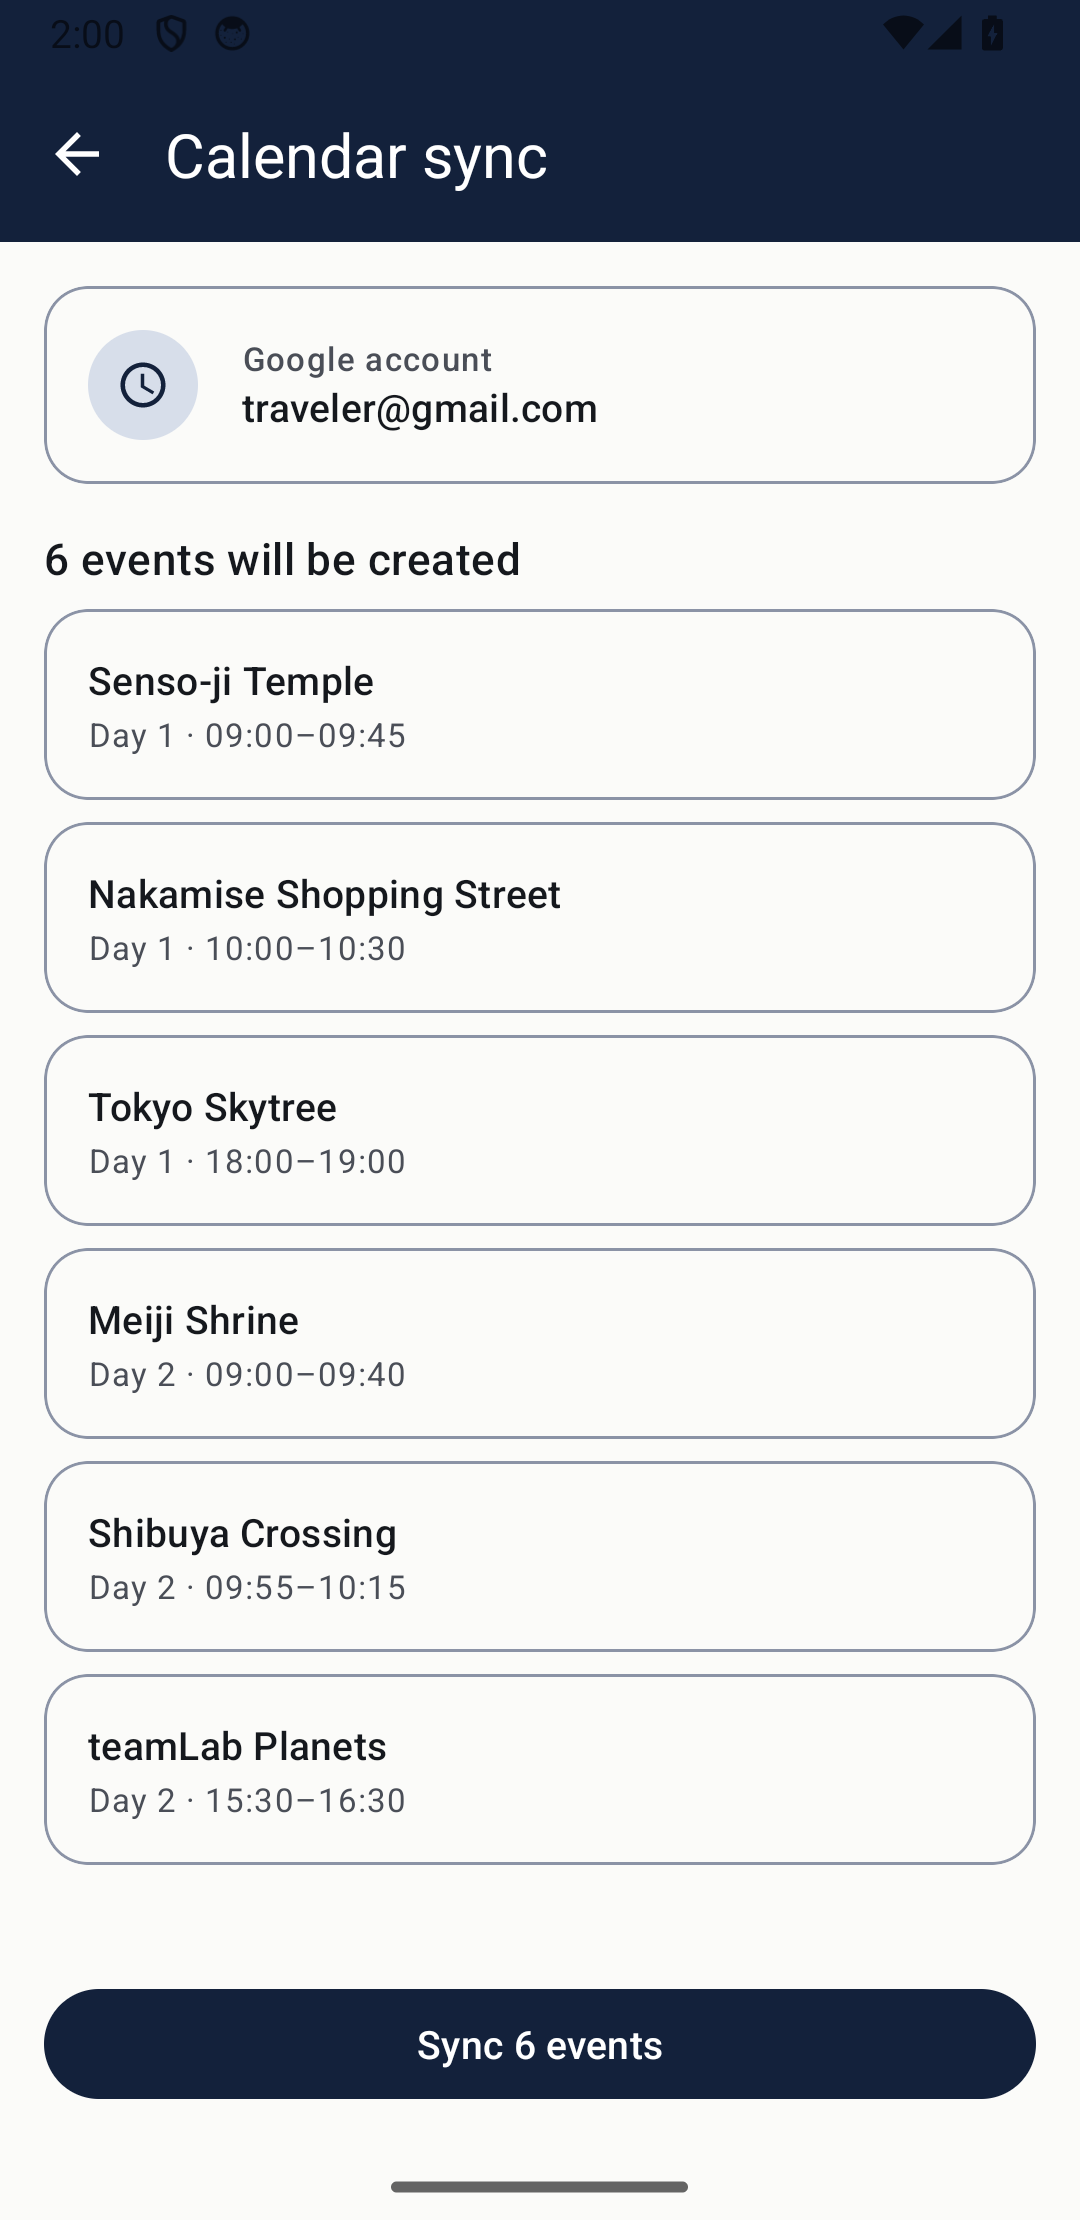 2:00
Calendar sync
Google account
traveler@gmail.com
6 events will be created
Senso-ji Temple
Day 1 · 09:00–09:45
Nakamise Shopping Street
Day 1 · 10:00–10:30
Tokyo Skytree
Day 1 · 18:00–19:00
Meiji Shrine
Day 2 · 09:00–09:40
Shibuya Crossing
Day 2 · 09:55–10:15
teamLab Planets
Day 2 · 15:30–16:30
Sync 6 events